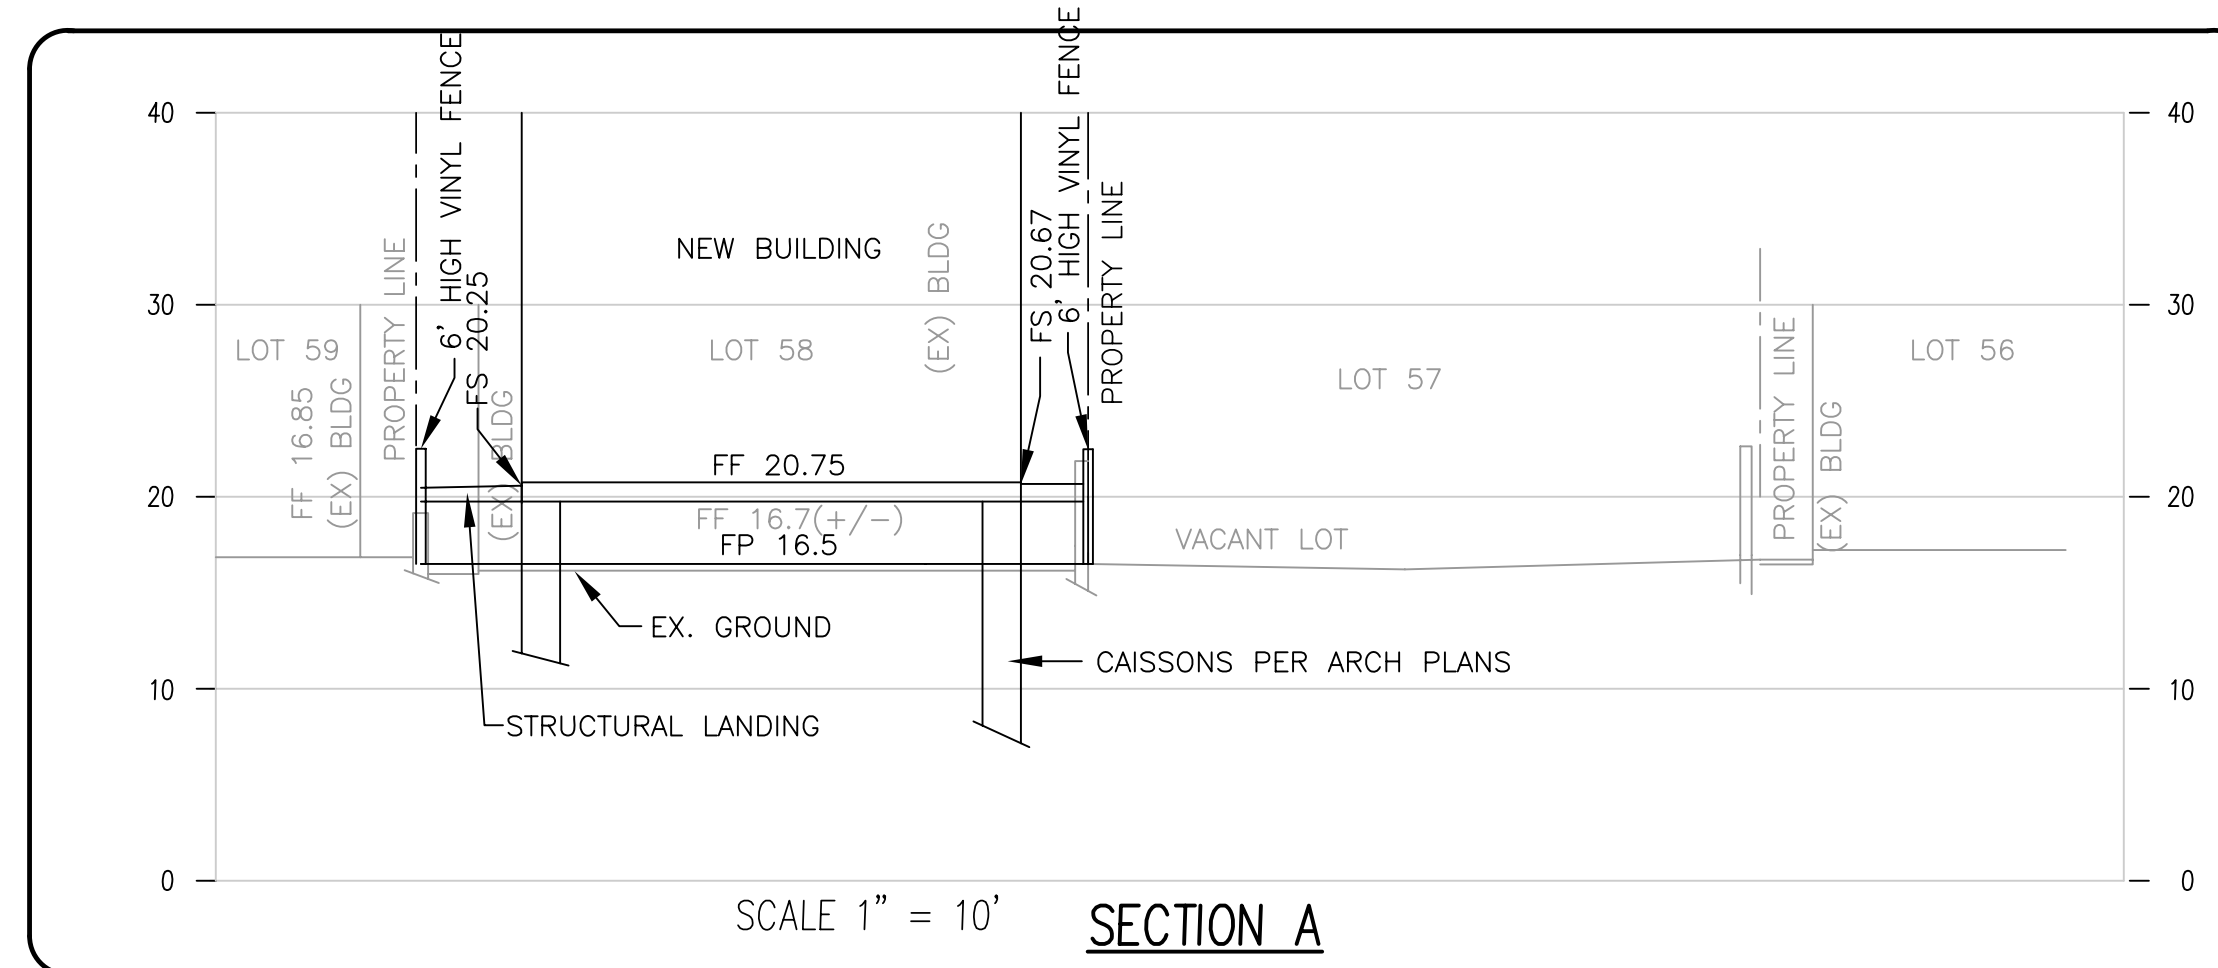 40
30
20
10
0
LOT 59
FF 16.85
(EX) BLDG
PROPERTY LINE
6' HIGH VINYL FENCE
FS 20.25
(EX) BLDG
NEW BUILDING
LOT 58
(EX) BLDG
FF 20.75
FF 16.7(+/-)
FP 16.5
EX. GROUND
STRUCTURAL LANDING
FS 20.67
6' HIGH VINYL FENCE
PROPERTY LINE
CAISSONS PER ARCH PLANS
LOT 57
VACANT LOT
PROPERTY LINE
(EX) BLDG
LOT 56
40
30
20
10
0
SCALE 1" = 10'
SECTION A